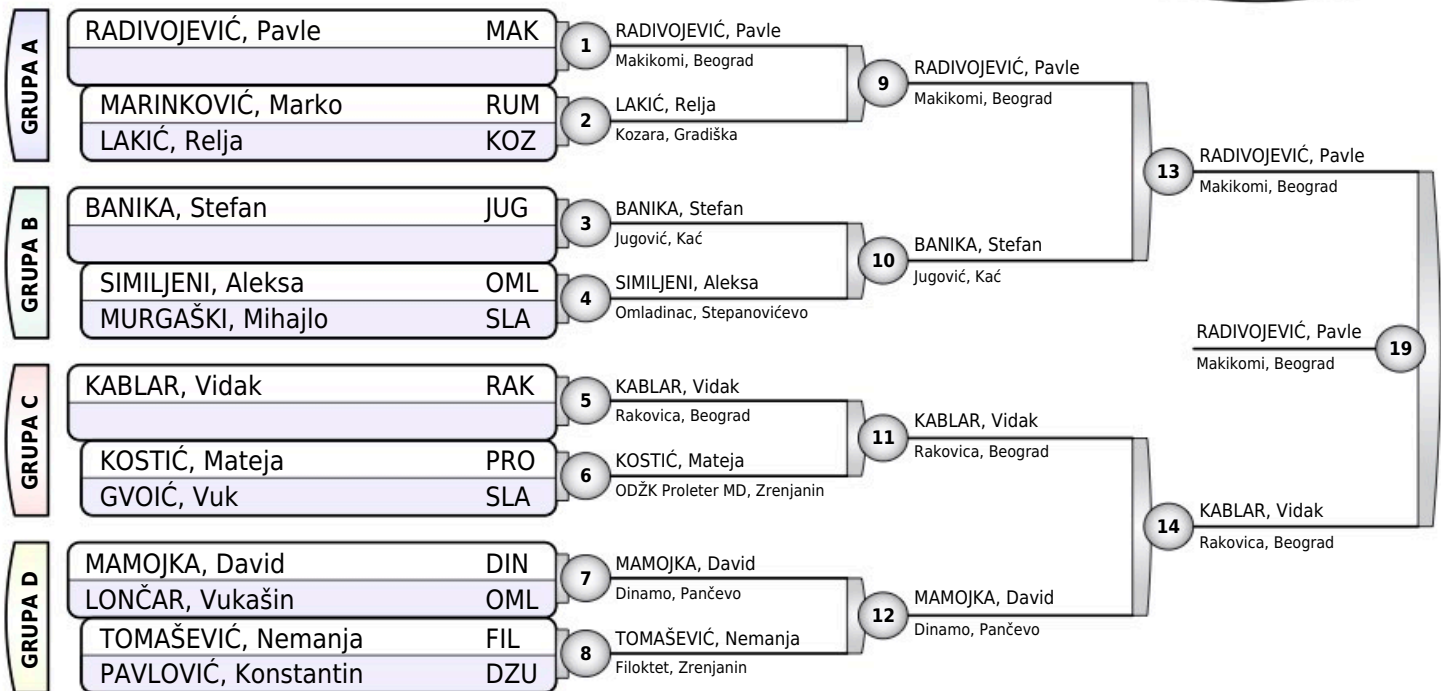 GRUPA A
RADIVOJEVIĆ, Pavle MAK
MARINKOVIĆ, Marko RUM
LAKIĆ, Relja KOZ
GRUPA B
BANIKA, Stefan JUG
SIMILJENI, Aleksa OML
MURGAŠKI, Mihajlo SLA
GRUPA C
KABLAR, Vidak RAK
KOSTIĆ, Mateja PRO
GVOIĆ, Vuk SLA
GRUPA D
MAMOJKA, David DIN
LONČAR, Vukašin OML
TOMAŠEVIĆ, Nemanja FIL
PAVLOVIĆ, Konstantin DZU
1
RADIVOJEVIĆ, Pavle
Makikomi, Beograd
2
LAKIĆ, Relja
Kozara, Gradiška
3
BANIKA, Stefan
Jugović, Kać
4
SIMILJENI, Aleksa
Omladinac, Stepanovićevo
5
KABLAR, Vidak
Rakovica, Beograd
6
KOSTIĆ, Mateja
ODŽK Proleter MD, Zrenjanin
7
MAMOJKA, David
Dinamo, Pančevo
8
TOMAŠEVIĆ, Nemanja
Filoktet, Zrenjanin
9
RADIVOJEVIĆ, Pavle
Makikomi, Beograd
10
BANIKA, Stefan
Jugović, Kać
11
KABLAR, Vidak
Rakovica, Beograd
12
MAMOJKA, David
Dinamo, Pančevo
13
RADIVOJEVIĆ, Pavle
Makikomi, Beograd
14
KABLAR, Vidak
Rakovica, Beograd
RADIVOJEVIĆ, Pavle
Makikomi, Beograd
19